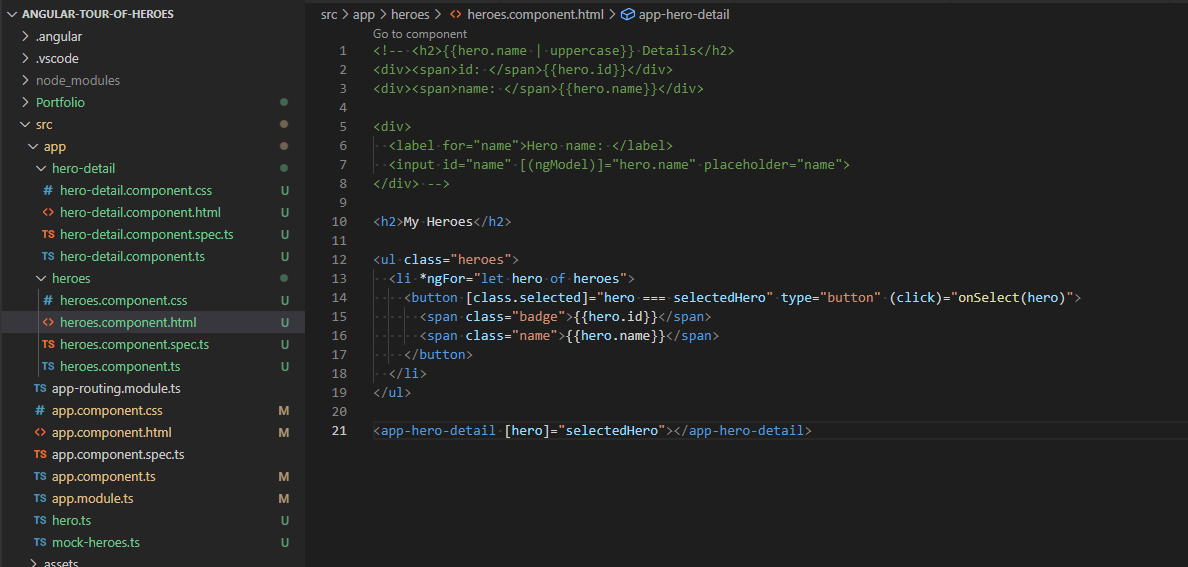 ANGULAR-TOUR-OF-HEROES
.angular
.vscode
node_modules
Portfolio
src
app
hero-detail
# hero-detail.component.css U
<> hero-detail.component.html U
TS hero-detail.component.spec.ts U
TS hero-detail.component.ts U
heroes
# heroes.component.css U
<> heroes.component.html U
TS heroes.component.spec.ts U
TS heroes.component.ts U
TS app-routing.module.ts
# app.component.css M
<> app.component.html M
TS app.component.spec.ts
TS app.component.ts M
TS app.module.ts M
TS hero.ts U
TS mock-heroes.ts U
assets
src > app > heroes > <> heroes.component.html > app-hero-detail
Go to component
1 <!-- <h2>{{hero.name | uppercase}} Details</h2>
2 <div><span>id: </span>{{hero.id}}</div>
3 <div><span>name: </span>{{hero.name}}</div>
4
5 <div>
6   <label for="name">Hero name: </label>
7   <input id="name" [(ngModel)]="hero.name" placeholder="name">
8 </div> -->
9
10 <h2>My Heroes</h2>
11
12 <ul class="heroes">
13   <li *ngFor="let hero of heroes">
14     <button [class.selected]="hero === selectedHero" type="button" (click)="onSelect(hero)">
15       <span class="badge">{{hero.id}}</span>
16       <span class="name">{{hero.name}}</span>
17     </button>
18   </li>
19 </ul>
20
21 <app-hero-detail [hero]="selectedHero"></app-hero-detail>